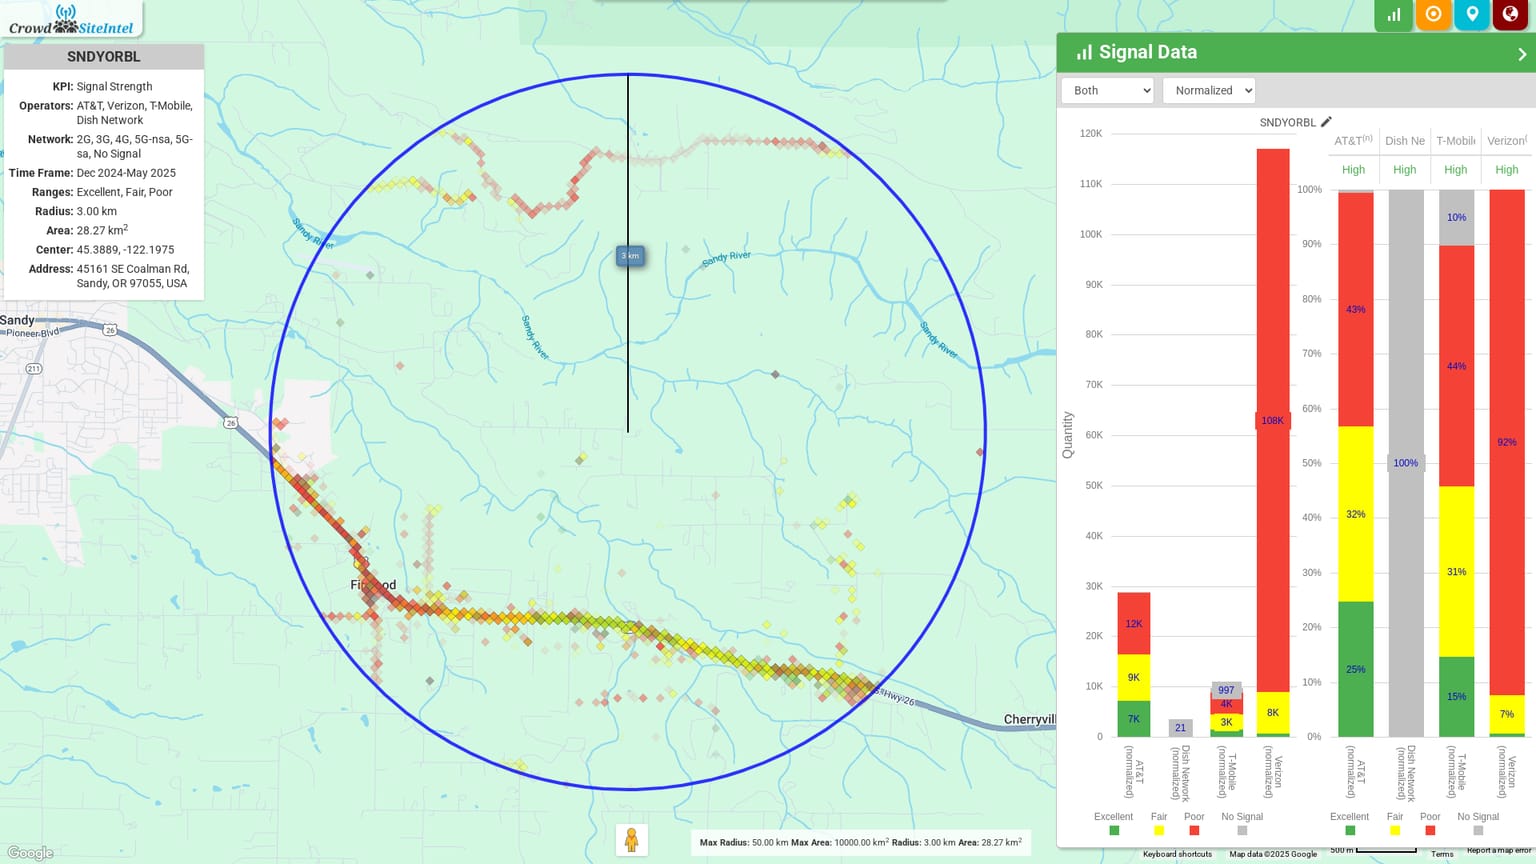 Crowd SiteIntel
SNDYORBL
KPI: Signal Strength
Operators: AT&T, Verizon, T-Mobile,
Dish Network
Network: 2G, 3G, 4G, 5G-nsa, 5G-
sa, No Signal
Time Frame: Dec 2024-May 2025
Ranges: Excellent, Fair, Poor
Radius: 3.00 km
Area: 28.27 km2
Center: 45.3889, -122.1975
Address: 45161 SE Coalman Rd,
Sandy, OR 97055, USA
Sandy River
Sandy River
Sandy River
Sandy River
3 km
Sandy
Pioneer Blvd
26
211
26
Hwy 26
Cherryvill
Google
Max Radius: 50.00 km Max Area: 10000.00 km2 Radius: 3.00 km Area: 28.27 km2
Signal Data
Both
Normalized
SNDYORBL
Quantity
120K
110K
100K
90K
80K
70K
60K
50K
40K
30K
20K
10K
0
12K
9K
7K
21
997
4K
3K
108K
8K
AT&T
(normalized)
Dish Network
(normalized)
T-Mobile
(normalized)
Verizon
(normalized)
Excellent Fair Poor No Signal
AT&T(n) Dish Ne T-Mobile Verizon(
High High High High
100%
90%
80%
70%
60%
50%
40%
30%
20%
10%
0%
43%
32%
25%
100%
10%
44%
31%
15%
92%
7%
AT&T
(normalized)
Dish Network
(normalized)
T-Mobile
(normalized)
Verizon
(normalized)
Excellent Fair Poor No Signal
Keyboard shortcuts Map data ©2025 Google 500 m Terms Report a map error